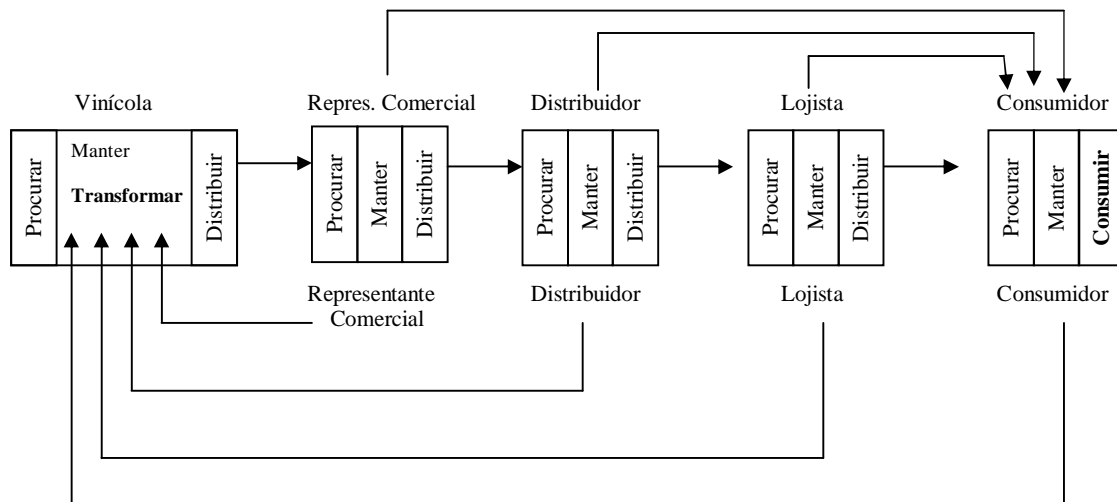 Vinícola
Repres. Comercial
Distribuidor
Lojista
Consumidor
Procurar
Manter
Transformar
Distribuir
Procurar
Manter
Distribuir
Procurar
Manter
Distribuir
Procurar
Manter
Distribuir
Procurar
Manter
Consumir
Representante
Comercial
Distribuidor
Lojista
Consumidor